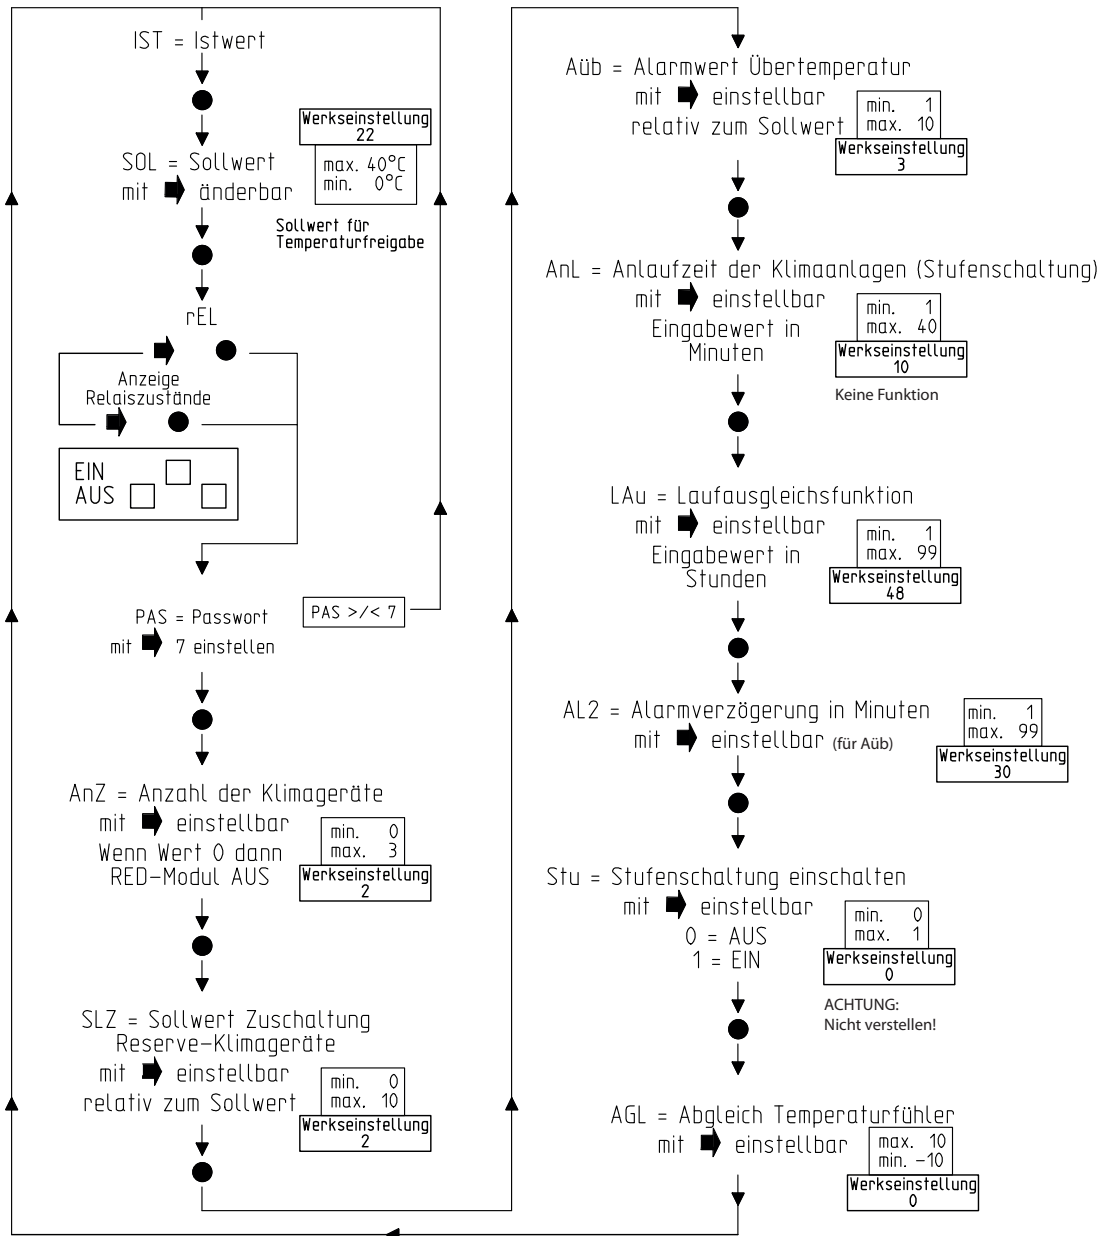 IST = Istwert
Werkseinstellung
22
SOL = Sollwert
mit änderbar
max. 40°C
min. 0°C
Sollwert für
Temperaturfreigabe
rEL
Anzeige
Relaiszustände
EIN
AUS
PAS = Passwort
mit 7 einstellen
PAS >/< 7
AnZ = Anzahl der Klimageräte
mit einstellbar
Wenn Wert 0 dann
RED-Modul AUS
min. 0
max. 3
Werkseinstellung
2
SLZ = Sollwert Zuschaltung
Reserve-Klimageräte
mit einstellbar
relativ zum Sollwert
min. 0
max. 10
Werkseinstellung
2
Aüb = Alarmwert Übertemperatur
mit einstellbar
relativ zum Sollwert
min. 1
max. 10
Werkseinstellung
3
AnL = Anlaufzeit der Klimaanlagen (Stufenschaltung)
mit einstellbar
Eingabewert in
Minuten
min. 1
max. 40
Werkseinstellung
10
Keine Funktion
LAu = Laufausgleichsfunktion
mit einstellbar
Eingabewert in
Stunden
min. 1
max. 99
Werkseinstellung
48
AL2 = Alarmverzögerung in Minuten
mit einstellbar (für Aüb)
min. 1
max. 99
Werkseinstellung
30
Stu = Stufenschaltung einschalten
mit einstellbar
0 = AUS
1 = EIN
min. 0
max. 1
Werkseinstellung
0
ACHTUNG:
Nicht verstellen!
AGL = Abgleich Temperaturfühler
mit einstellbar
max. 10
min. -10
Werkseinstellung
0